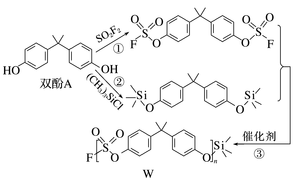 SO₂F₂
①
HO
OH
双酚A
②
(CH₃)₃SiCl
O O
F S O
O S F
O O
Si O
O Si
催化剂
③
O O
F S O
O n Si
W